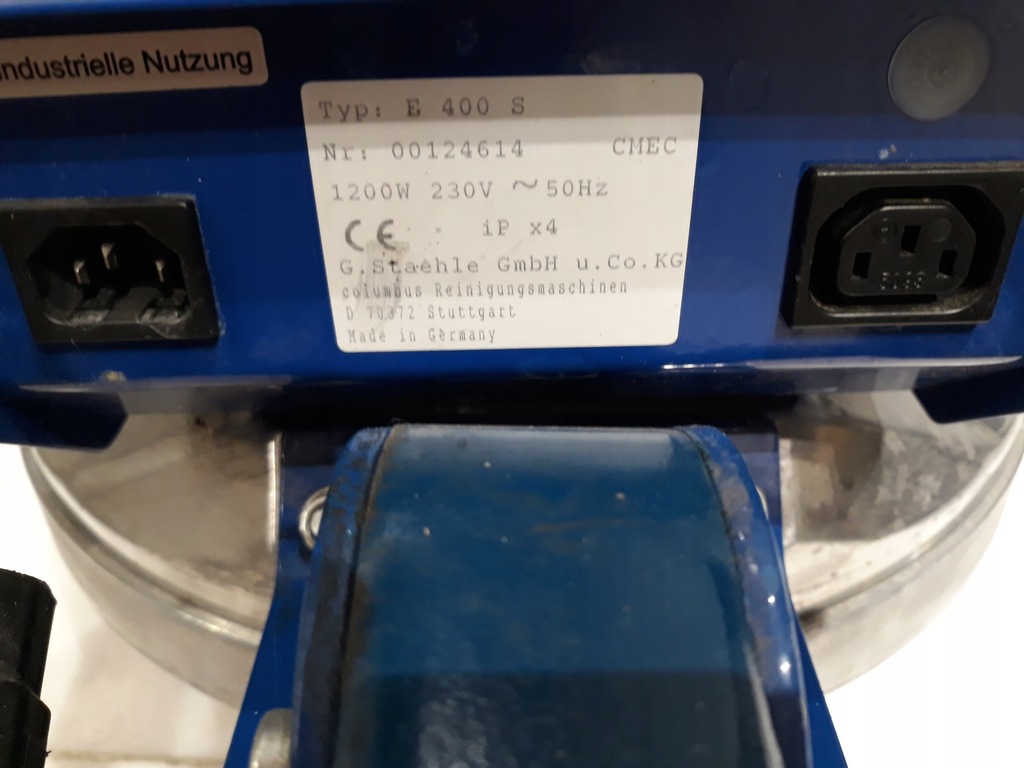 industrielle Nutzung
Typ: E 400 S
Nr: 00124614 CMEC
1200W 230V ~ 50Hz
CE iP x4
G.Staehle GmbH u.Co.KG
columbus Reinigungsmaschinen
D 70372 Stuttgart
Made in Germany